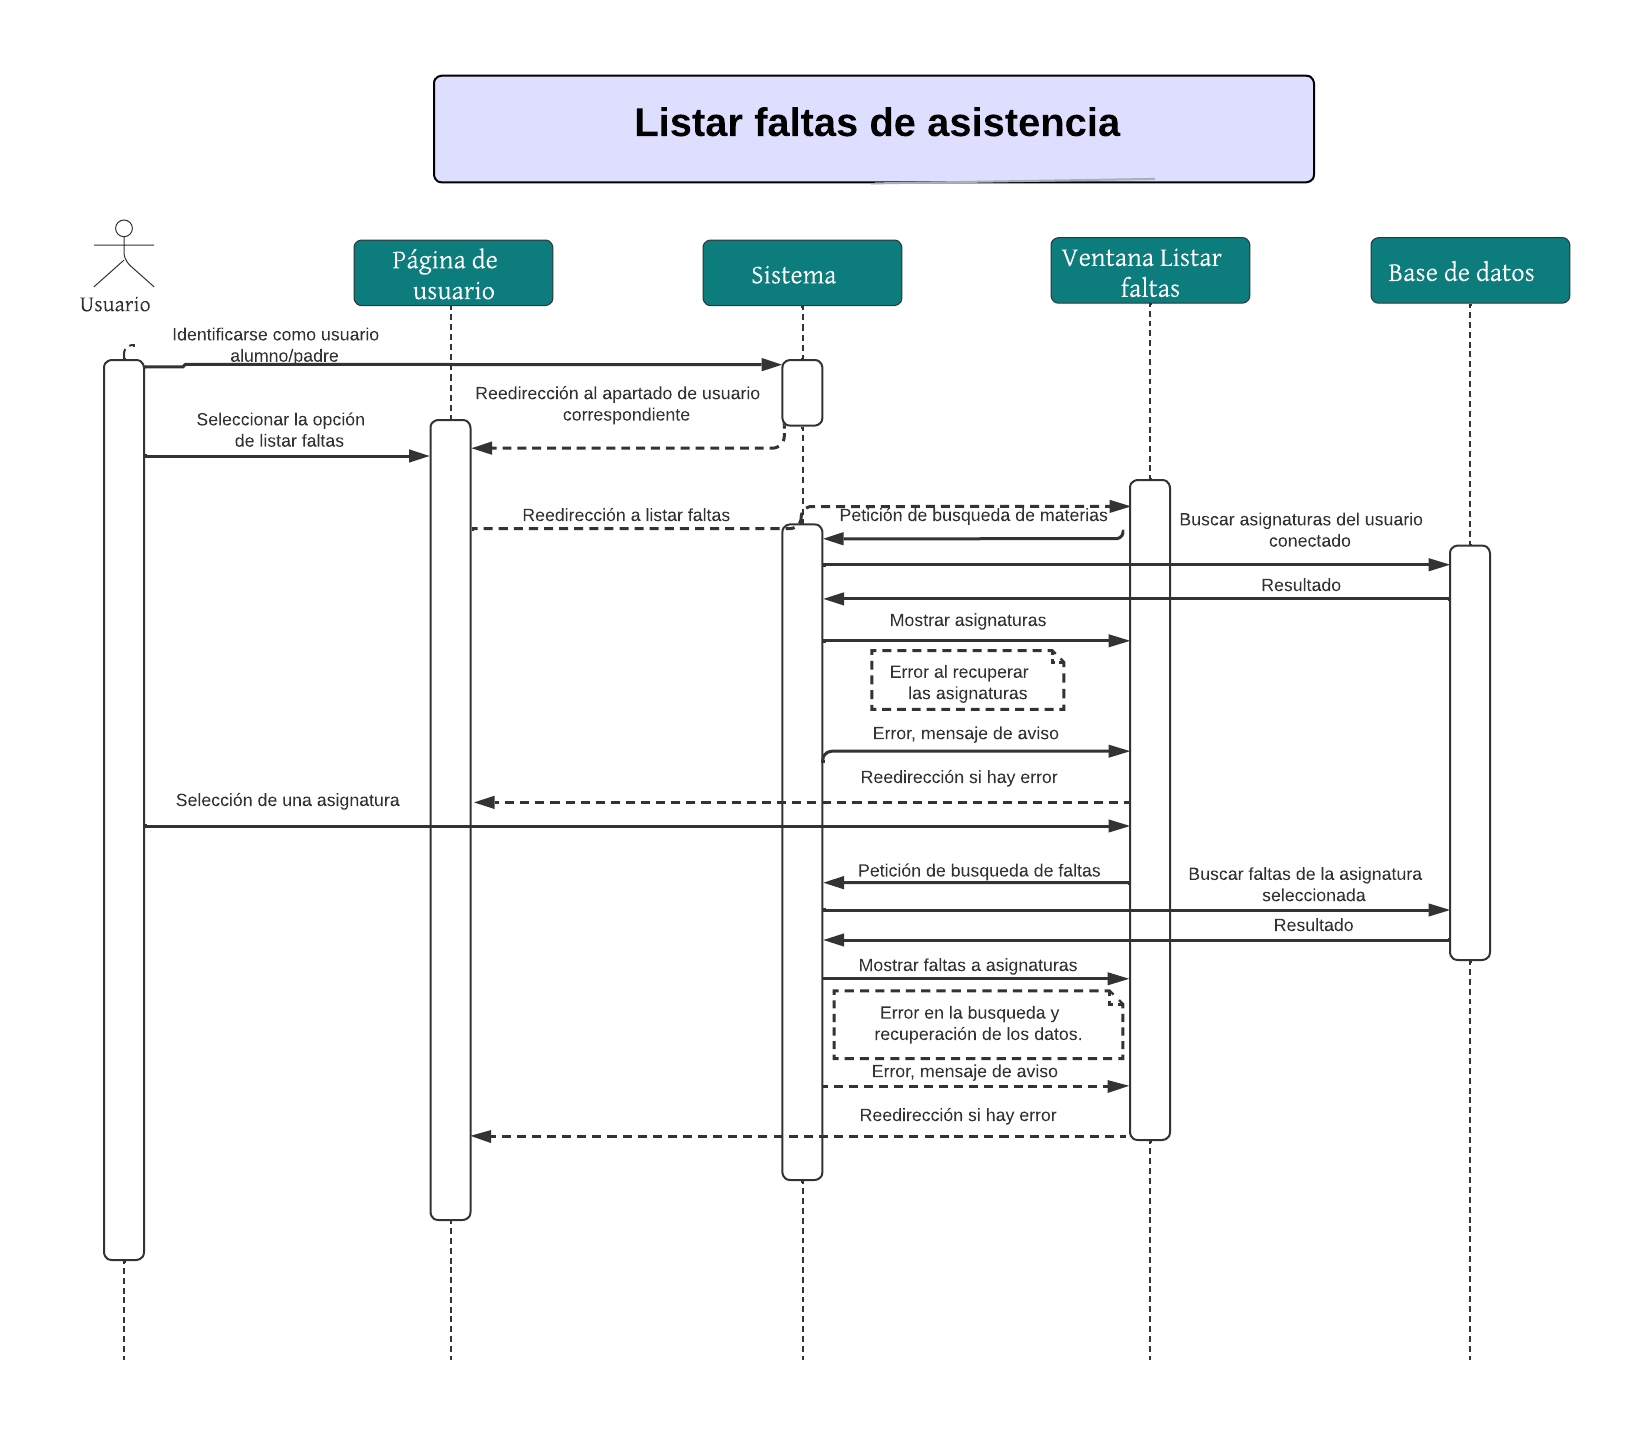 Listar faltas de asistencia
Usuario
Página de
usuario
Sistema
Ventana Listar
faltas
Base de datos
Identificarse como usuario
alumno/padre
Reedirección al apartado de usuario
correspondiente
Seleccionar la opción
de listar faltas
Reedirección a listar faltas
Petición de busqueda de materias
Buscar asignaturas del usuario
conectado
Resultado
Mostrar asignaturas
Error al recuperar
las asignaturas
Error, mensaje de aviso
Reedirección si hay error
Selección de una asignatura
Petición de busqueda de faltas
Buscar faltas de la asignatura
seleccionada
Resultado
Mostrar faltas a asignaturas
Error en la busqueda y
recuperación de los datos.
Error, mensaje de aviso
Reedirección si hay error